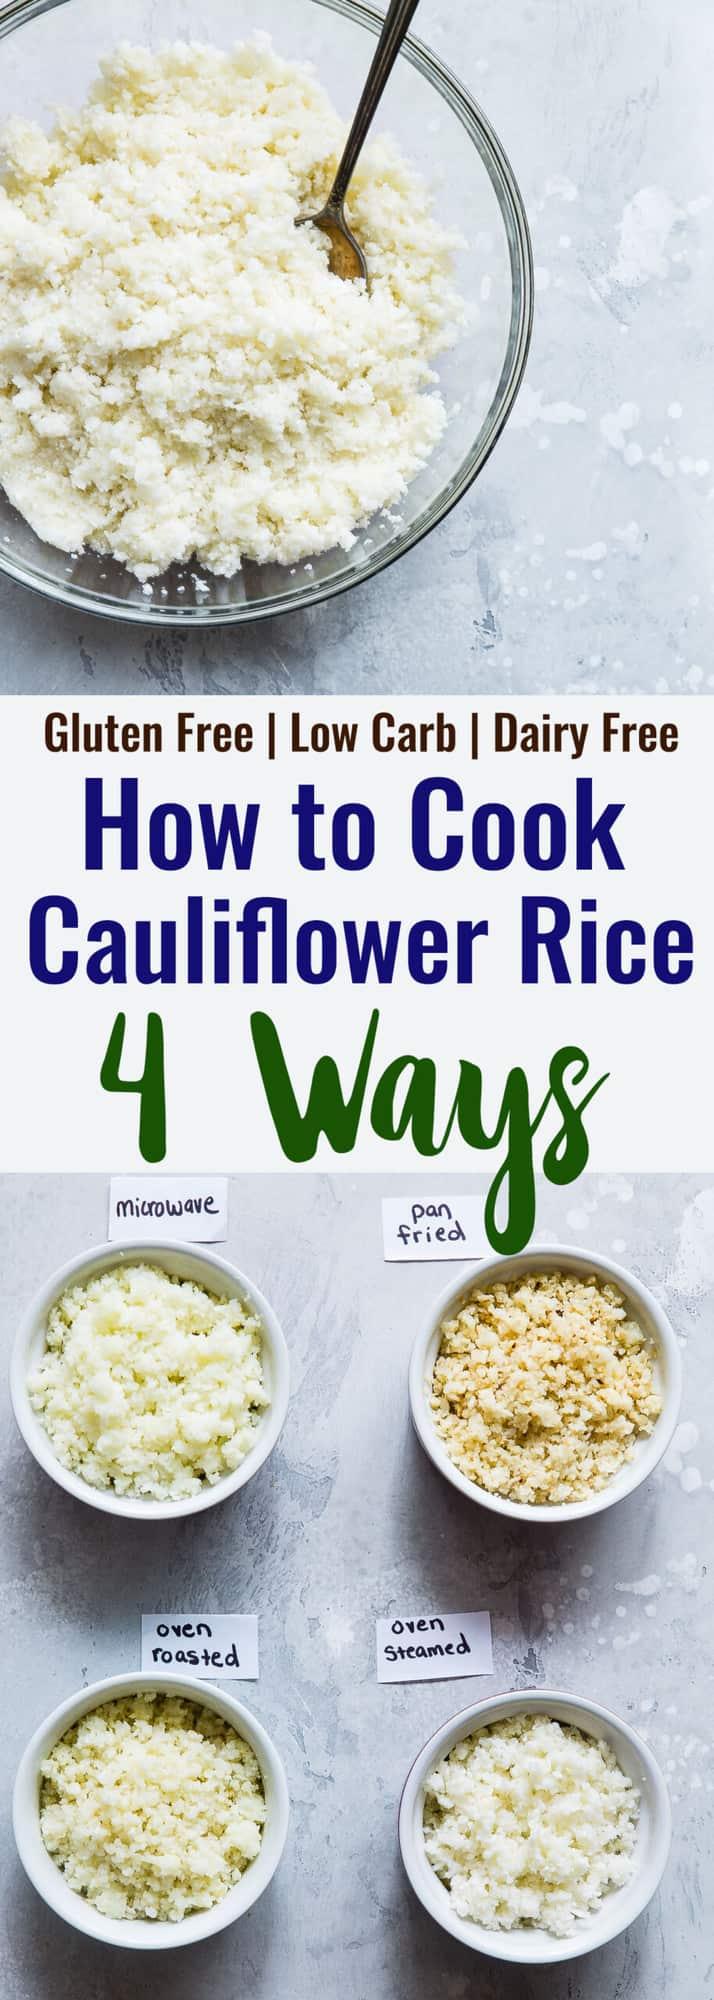 Gluten Free | Low Carb | Dairy Free
How to Cook
Cauliflower Rice
4 Ways
microwave
pan
fried
oven
roasted
oven
steamed